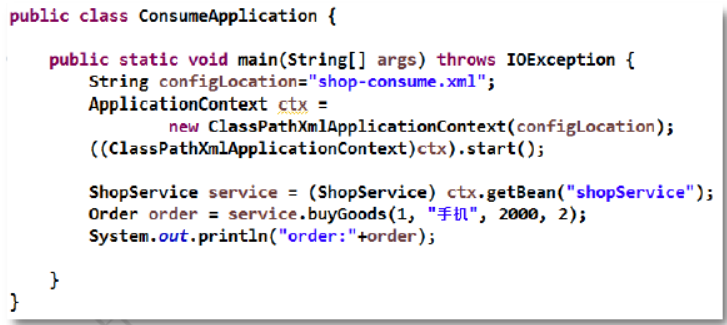 public class ConsumeApplication {
public static void main(String[] args) throws IOException {
String configLocation="shop-consume.xml";
ApplicationContext ctx =
new ClassPathXmlApplicationContext(configLocation);
((ClassPathXmlApplicationContext)ctx).start();
ShopService service = (ShopService) ctx.getBean("shopService");
Order order = service.buyGoods(1, "手机", 2000, 2);
System.out.println("order:"+order);
}
}